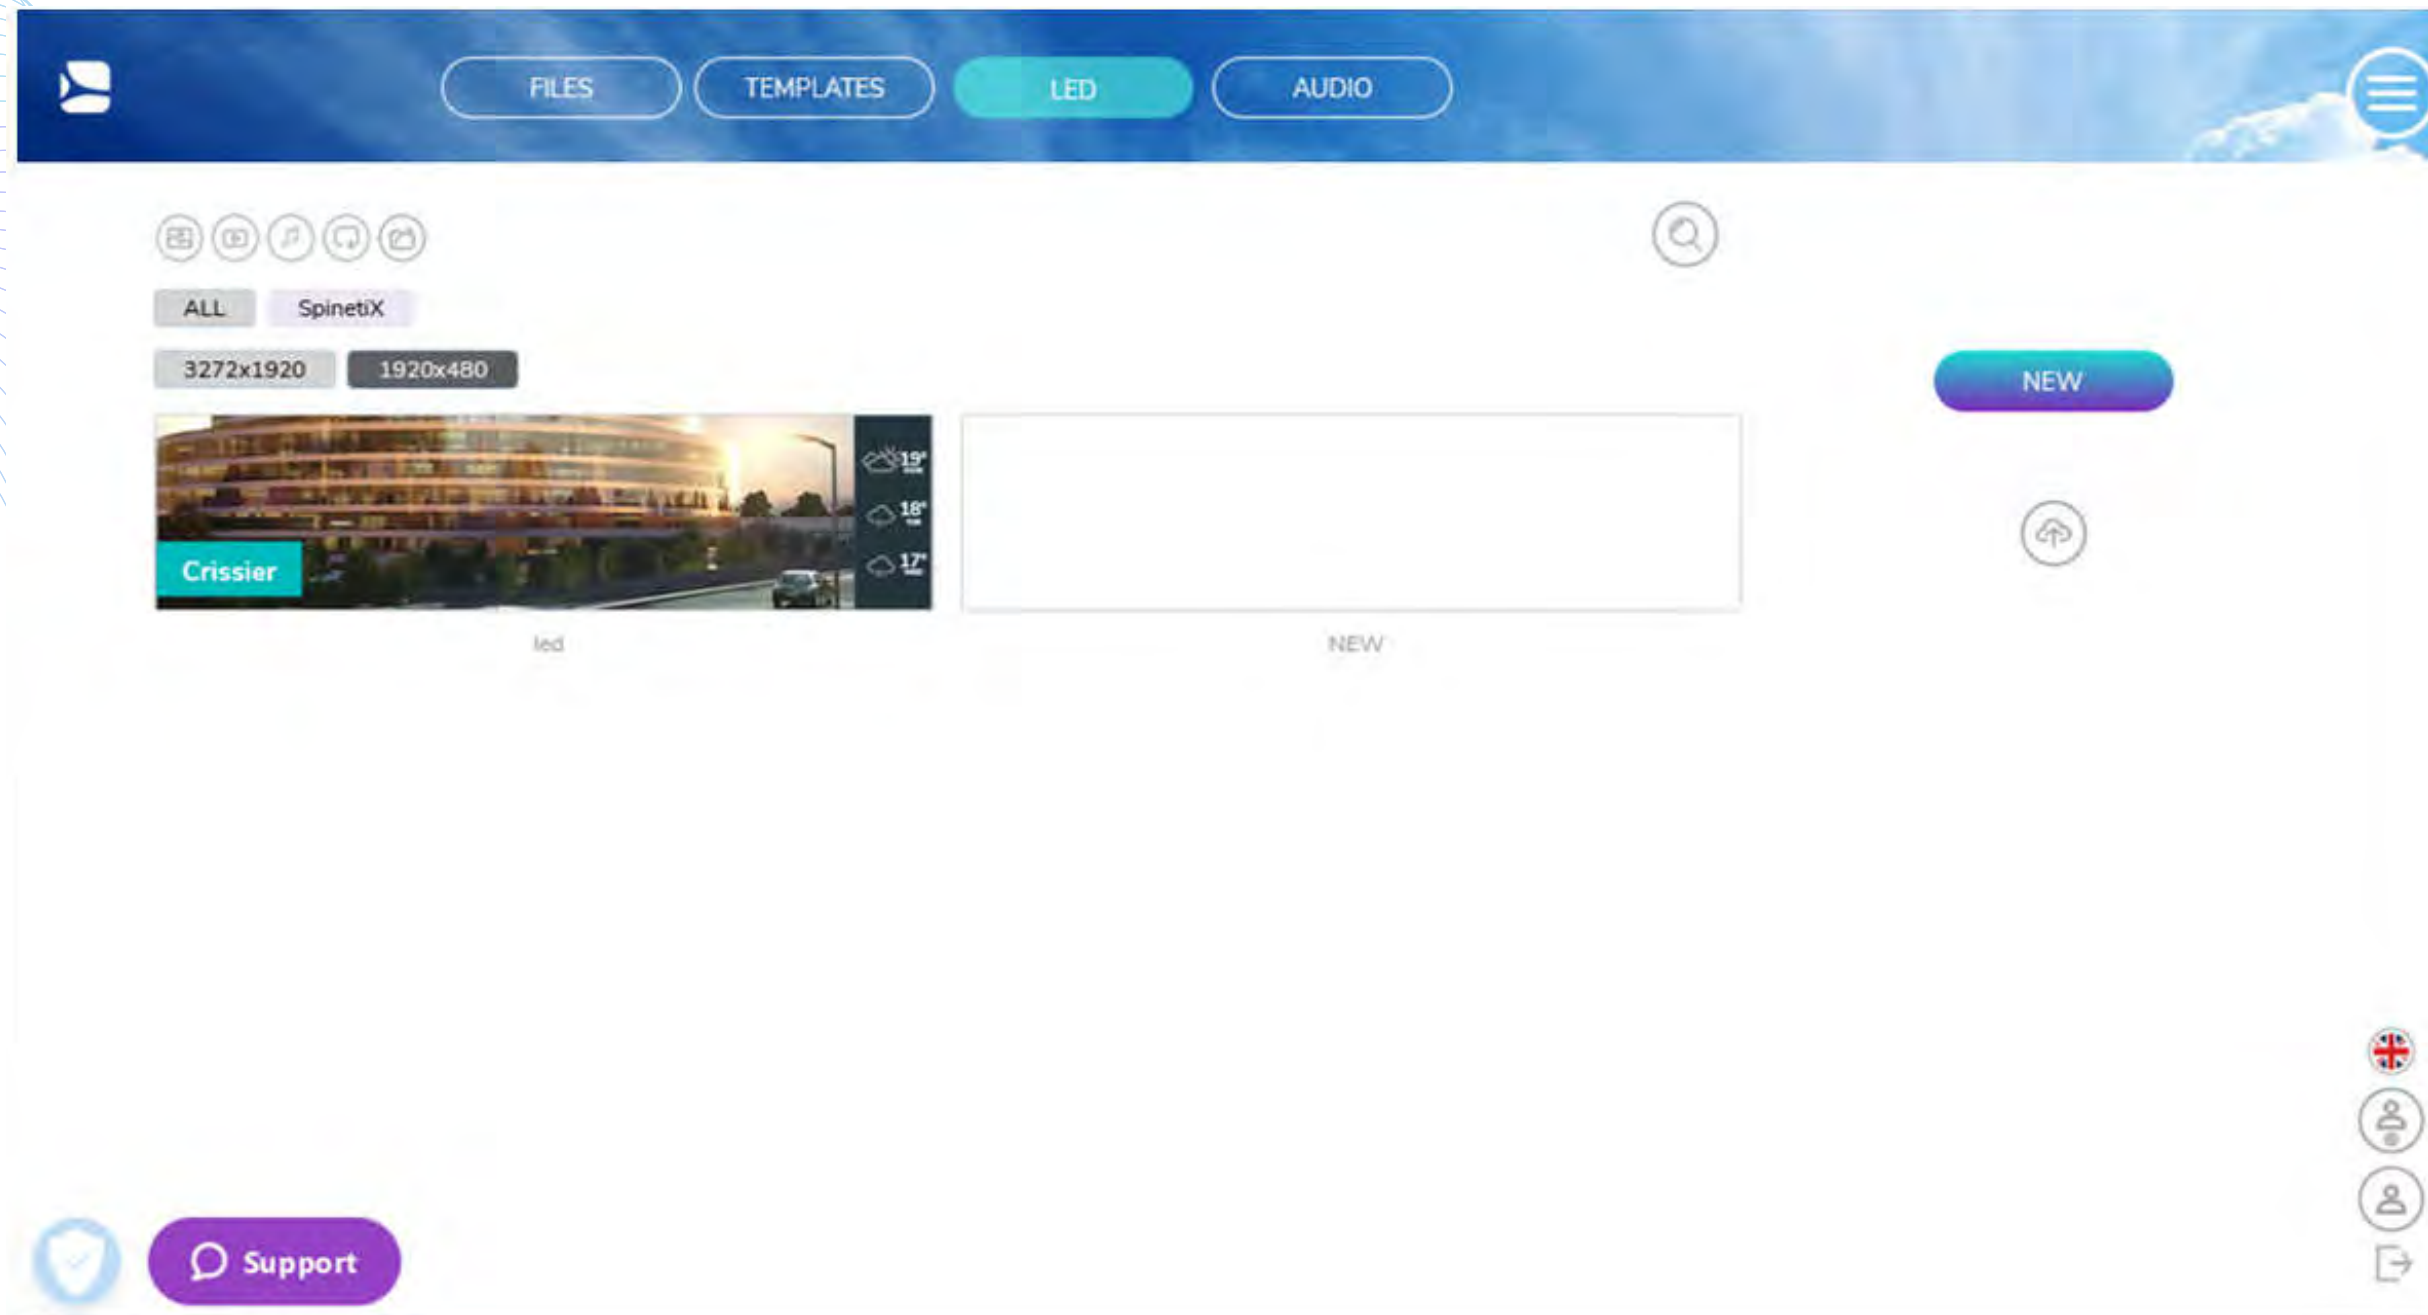 FILES TEMPLATES LED AUDIO
ALL SpinetiX
3272x1920 1920x480
NEW
19°
18°
17°
Crissier
led NEW
Support